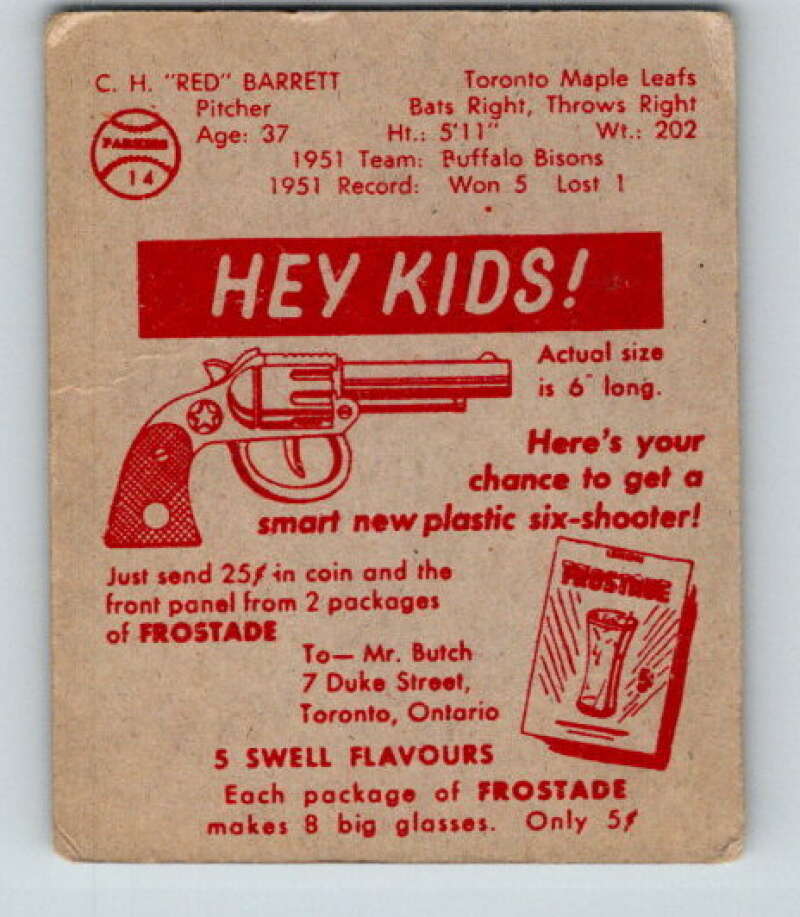 C. H. "RED" BARRETT Toronto Maple Leafs
Pitcher Bats Right, Throws Right
Age: 37 Ht.: 5'11" Wt.: 202
PARKERS
14
1951 Team: Buffalo Bisons
1951 Record: Won 5 Lost 1
HEY KIDS!
Actual size
is 6" long.
Here's your
chance to get a
smart new plastic six-shooter!
Just send 25¢ in coin and the
front panel from 2 packages
of FROSTADE
To— Mr. Butch
7 Duke Street,
Toronto, Ontario
FROSTADE
5¢
5 SWELL FLAVOURS
Each package of FROSTADE
makes 8 big glasses. Only 5¢